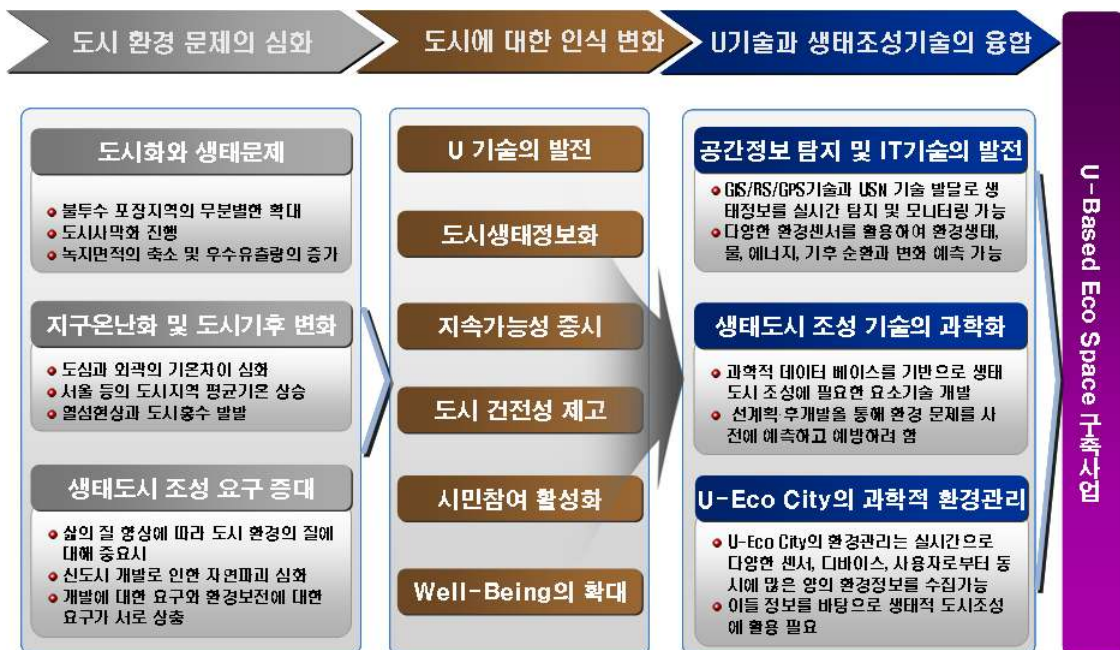 도시 환경 문제의 심화
도시에 대한 인식 변화
U기술과 생태조성기술의 융합
도시화와 생태문제
불투수 포장지역의 무분별한 확대
도시사막화 진행
녹지면적의 축소 및 우수유출량의 증가
지구온난화 및 도시기후 변화
도심과 외곽의 기온차이 심화
서울 등의 도시지역 평균기온 상승
열섬현상과 도시홍수 발발
생태도시 조성 요구 증대
삶의 질 향상에 따라 도시 환경의 질에
대해 중요시
신도시 개발로 인한 자연파괴 심화
개발에 대한 요구와 환경보전에 대한
요구가 서로 상충
U 기술의 발전
도시생태정보화
지속가능성 중시
도시 건전성 제고
시민참여 활성화
Well-Being의 확대
공간정보 탐지 및 IT기술의 발전
GIS/RS/GPS기술과 USN 기술 발달로 생
태정보를 실시간 탐지 및 모니터링 가능
다양한 환경센서를 활용하여 환경생태,
물, 에너지, 기후 순환과 변화 예측 가능
생태도시 조성 기술의 과학화
과학적 데이터 베이스를 기반으로 생태
도시 조성에 필요한 요소기술 개발
선계획·후개발을 통해 환경 문제를 사
전에 예측하고 예방하려 함
U-Eco City의 과학적 환경관리
U-Eco City의 환경관리는 실시간으로
다양한 센서, 디바이스, 사용자로부터 동
시에 많은 양의 환경정보를 수집가능
이들 정보를 바탕으로 생태적 도시조성
에 활용 필요
U-Based Eco Space 구축사업